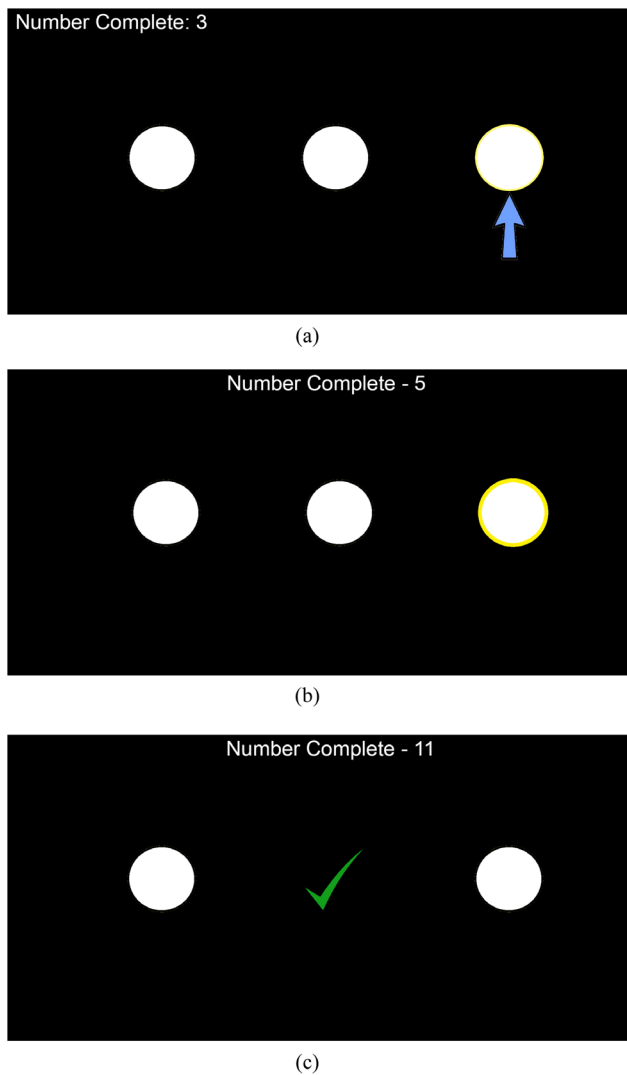 Number Complete: 3
(a)
Number Complete - 5
(b)
Number Complete - 11
(c)